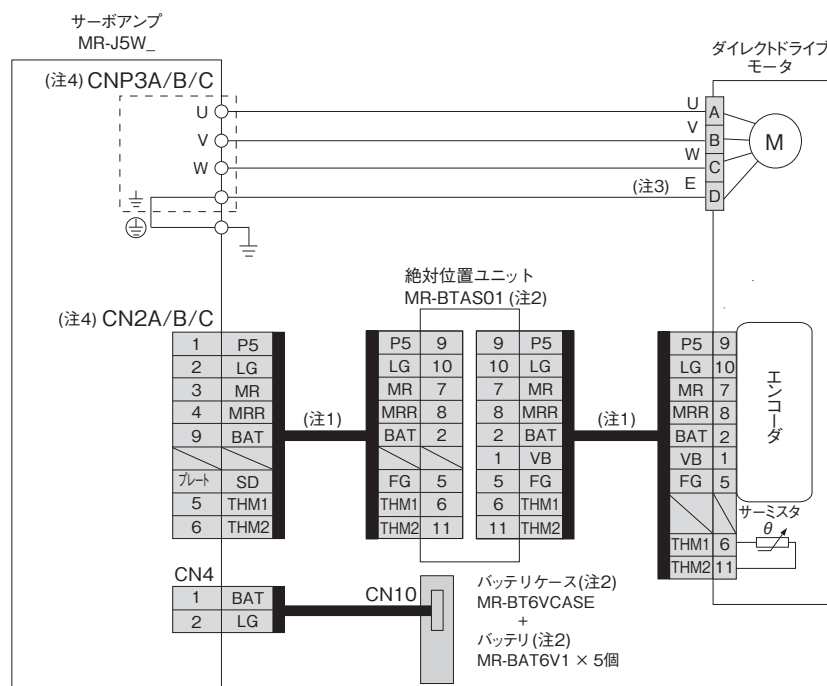 サーボアンプ
MR-J5W_
(注4) CNP3A/B/C
U
V
W
ダイレクトドライブ
モータ
U A
V B
W C
(注3) E D
M
絶対位置ユニット
MR-BTAS01 (注2)
(注4) CN2A/B/C
1 P5
2 LG
3 MR
4 MRR
9 BAT
プレート SD
5 THM1
6 THM2
(注1)
P5 9
LG 10
MR 7
MRR 8
BAT 2
FG 5
THM1 6
THM2 11
9 P5
10 LG
7 MR
8 MRR
2 BAT
1 VB
5 FG
6 THM1
11 THM2
(注1)
P5 9
LG 10
MR 7
MRR 8
BAT 2
VB 1
FG 5
THM1 6
THM2 11
エンコーダ
サーミスタ
θ
CN4
1 BAT
2 LG
CN10
バッテリケース(注2)
MR-BT6VCASE
+
バッテリ(注2)
MR-BAT6V1 × 5個